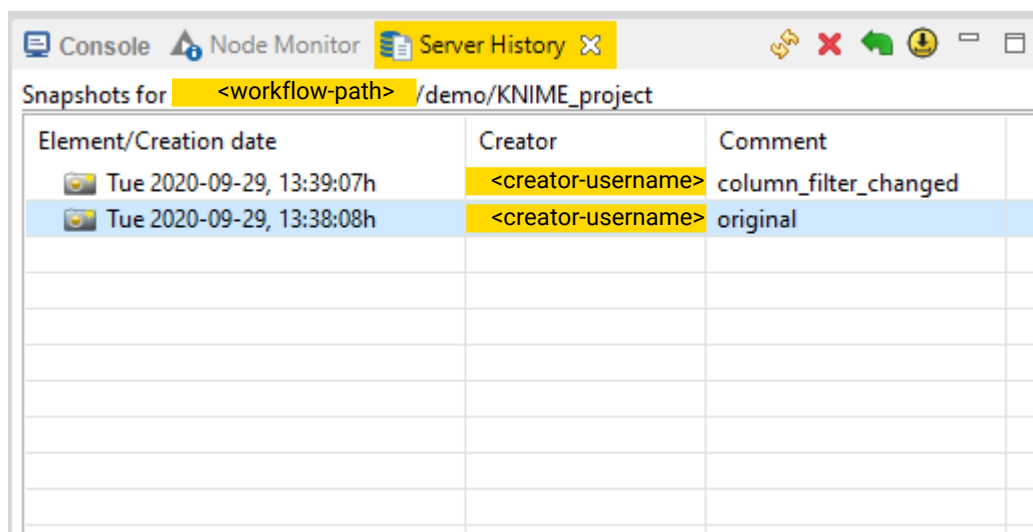 Console Node Monitor Server History
Snapshots for <workflow-path> /demo/KNIME_project
Element/Creation date Creator Comment
Tue 2020-09-29, 13:39:07h <creator-username> column_filter_changed
Tue 2020-09-29, 13:38:08h <creator-username> original